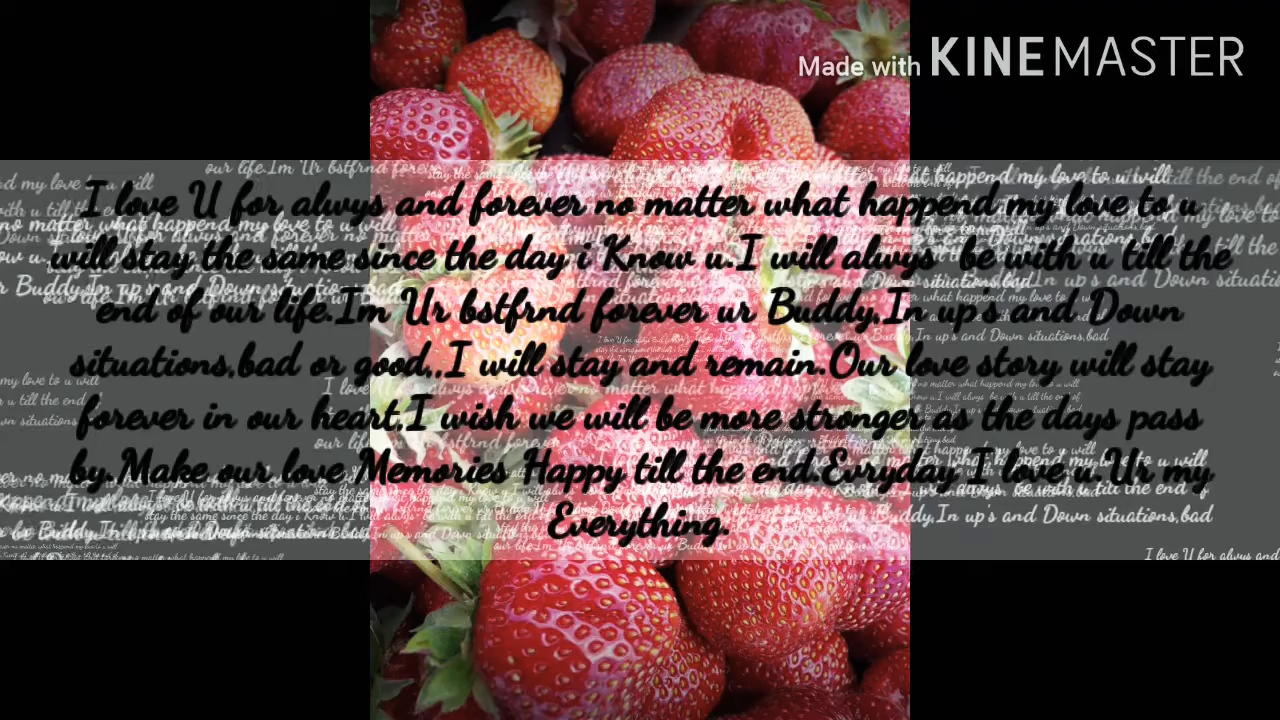 Made with KINEMASTER
I love U for alwys and forever no matter what happend my love to u
will stay the same since the day i Know u.I will alwys be with u till the
end of our life.Im Ur bstfrnd forever ur Buddy,In up's and Down
situations,bad or good,.I will stay and remain.Our love story will stay
forever in our heart,I wish we will be more stronger as the days pass
by.Make our love Memories Happy till the end.Evryday I love u.U,r my
Everything.